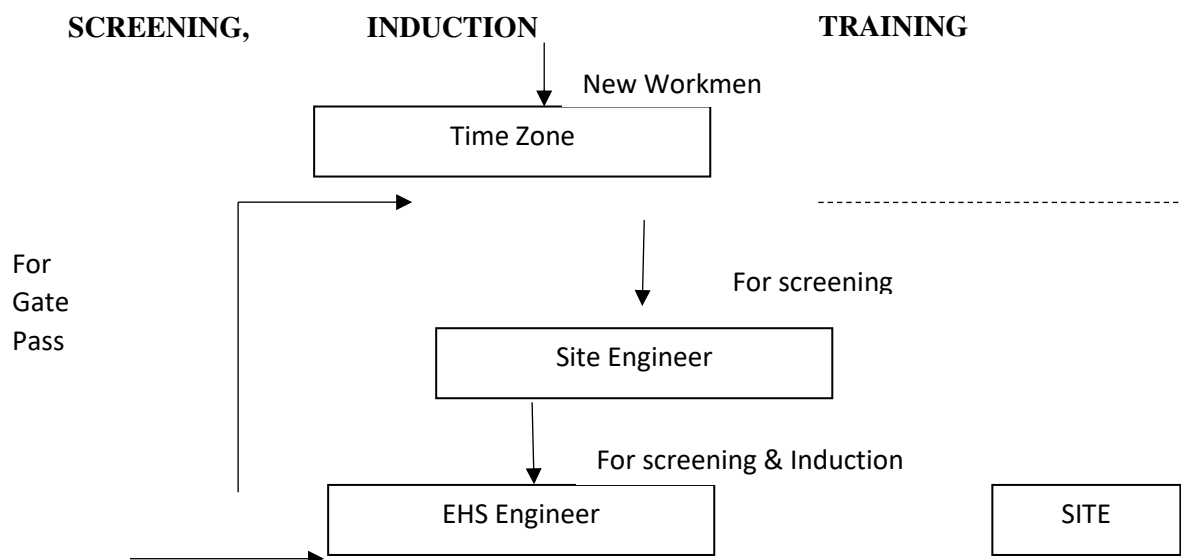 SCREENING, INDUCTION TRAINING
New Workmen
Time Zone
For
Gate
Pass
For screening
Site Engineer
For screening & Induction
EHS Engineer
SITE